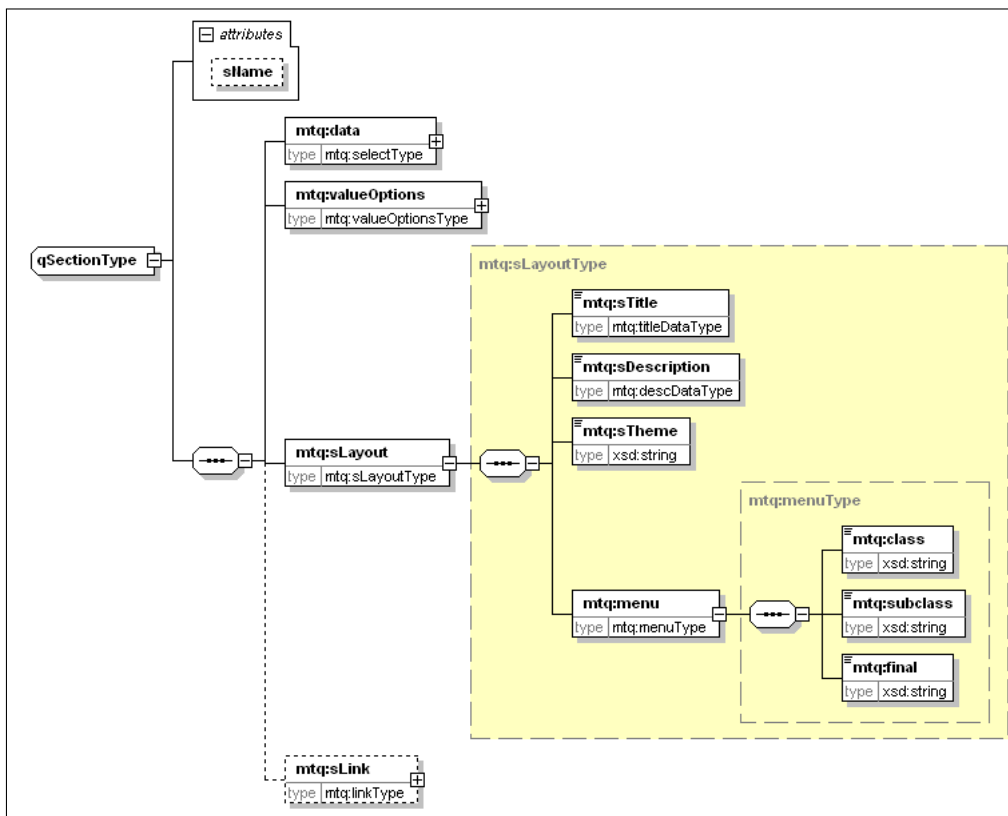 attributes
sName
mtq:data
type mtq:selectType
mtq:valueOptions
type mtq:valueOptionsType
qSectionType
mtq:sLayoutType
mtq:sTitle
type mtq:titleDataType
mtq:sDescription
type mtq:descDataType
mtq:sTheme
type xsd:string
mtq:sLayout
type mtq:sLayoutType
mtq:menuType
mtq:class
type xsd:string
mtq:menu
type mtq:menuType
mtq:subclass
type xsd:string
mtq:final
type xsd:string
mtq:sLink
type mtq:linkType